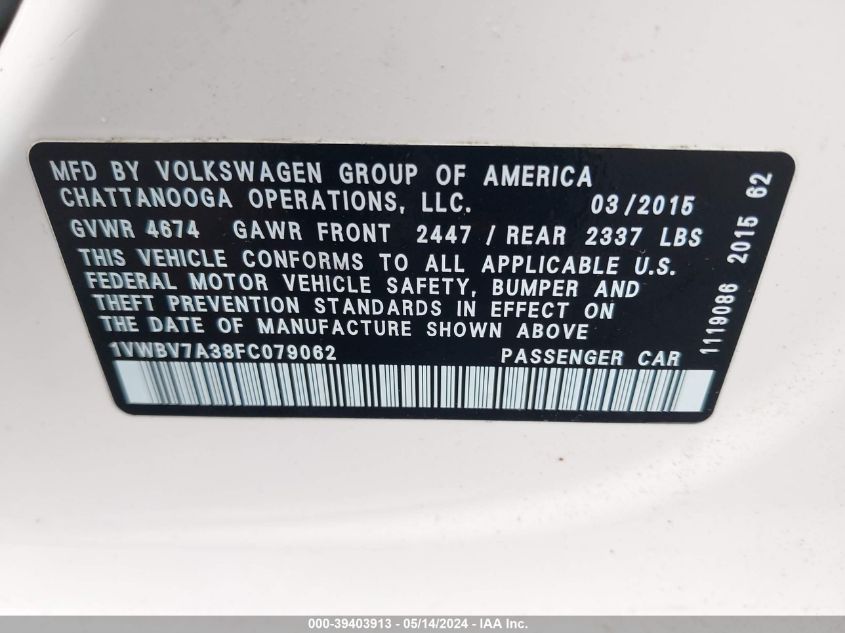 MFD BY VOLKSWAGEN GROUP OF AMERICA
CHATTANOOGA OPERATIONS, LLC. 03/2015
GVWR 4674 GAWR FRONT 2447 / REAR 2337 LBS
THIS VEHICLE CONFORMS TO ALL APPLICABLE U.S.
FEDERAL MOTOR VEHICLE SAFETY, BUMPER AND
THEFT PREVENTION STANDARDS IN EFFECT ON
THE DATE OF MANUFACTURE SHOWN ABOVE
1VWBV7A38FC079062 PASSENGER CAR
1119086 2015 62
000-39403913 - 05/14/2024 - IAA Inc.